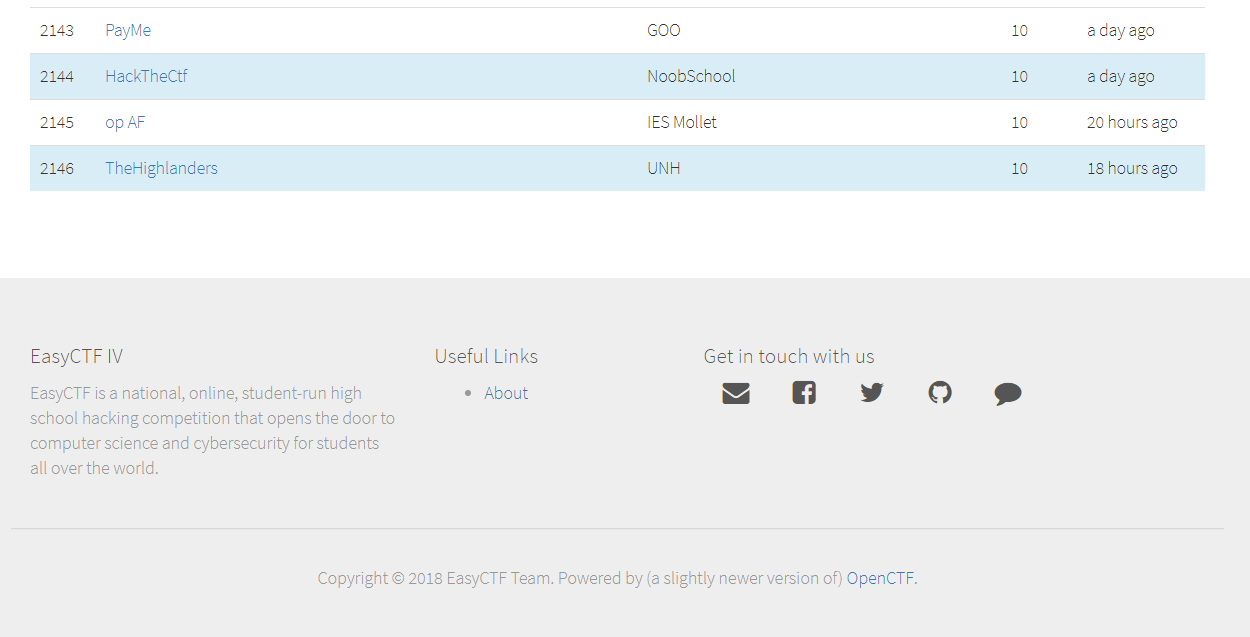 2143 PayMe GOO 10 a day ago
2144 HackTheCtf NoobSchool 10 a day ago
2145 op AF IES Mollet 10 20 hours ago
2146 TheHighlanders UNH 10 18 hours ago
EasyCTF IV
EasyCTF is a national, online, student-run high
school hacking competition that opens the door to
computer science and cybersecurity for students
all over the world.
Useful Links
About
Get in touch with us
Copyright © 2018 EasyCTF Team. Powered by (a slightly newer version of) OpenCTF.